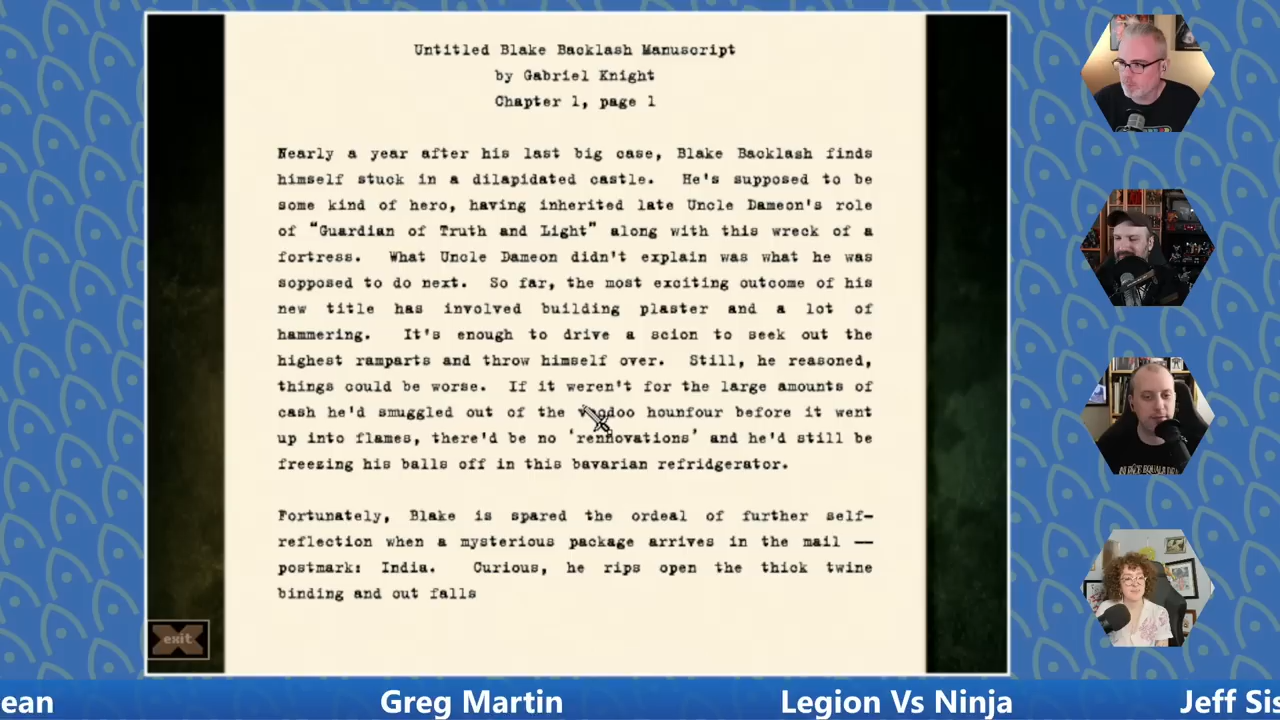 Untitled Blake Backlash Manuscript
by Gabriel Knight
Chapter 1, page 1
Nearly a year after his last big case, Blake Backlash finds
himself stuck in a dilapidated castle. He's supposed to be
some kind of hero, having inherited late Uncle Dameon's role
of "Guardian of Truth and Light" along with this wreck of a
fortress. What Uncle Dameon didn't explain was what he was
sopposed to do next. So far, the most exciting outcome of his
new title has involved building plaster and a lot of
hammering. It's enough to drive a scion to seek out the
highest ramparts and throw himself over. Still, he reasoned,
things could be worse. If it weren't for the large amounts of
cash he'd smuggled out of the voodoo hounfour before it went
up into flames, there'd be no 'rennovations' and he'd still be
freezing his balls off in this bavarian refridgerator.
Fortunately, Blake is spared the ordeal of further self-
reflection when a mysterious package arrives in the mail --
postmark: India. Curious, he rips open the thick twine
binding and out falls
exit
ean Greg Martin Legion Vs Ninja Jeff Sis